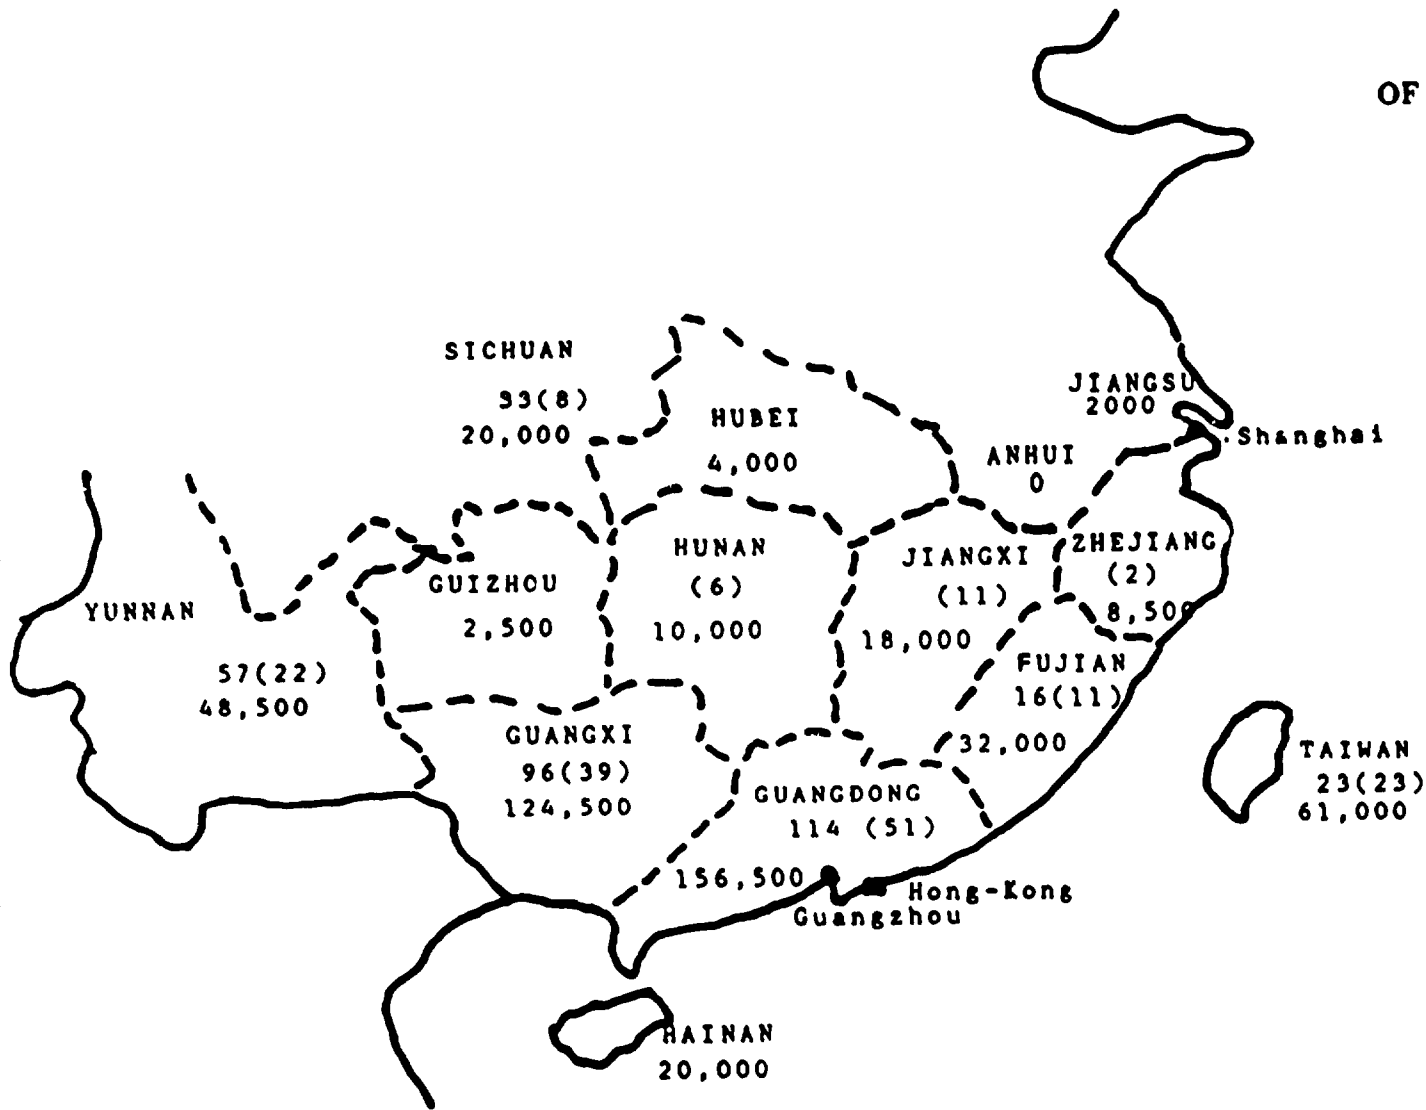 OF
SICHUAN
33(8)
20,000
HUBEI
4,000
JIANGSU
2000
Shanghai
ANHUI
0
YUNNAN
57(22)
48,500
GUIZHOU
2,500
HUNAN
(6)
10,000
JIANGXI
(11)
18,000
ZHEJIANG
(2)
8,500
FUJIAN
16(11)
32,000
GUANGXI
96(39)
124,500
GUANGDONG
114 (51)
156,500
Hong-Kong
Guangzhou
TAIWAN
23(23)
61,000
HAINAN
20,000